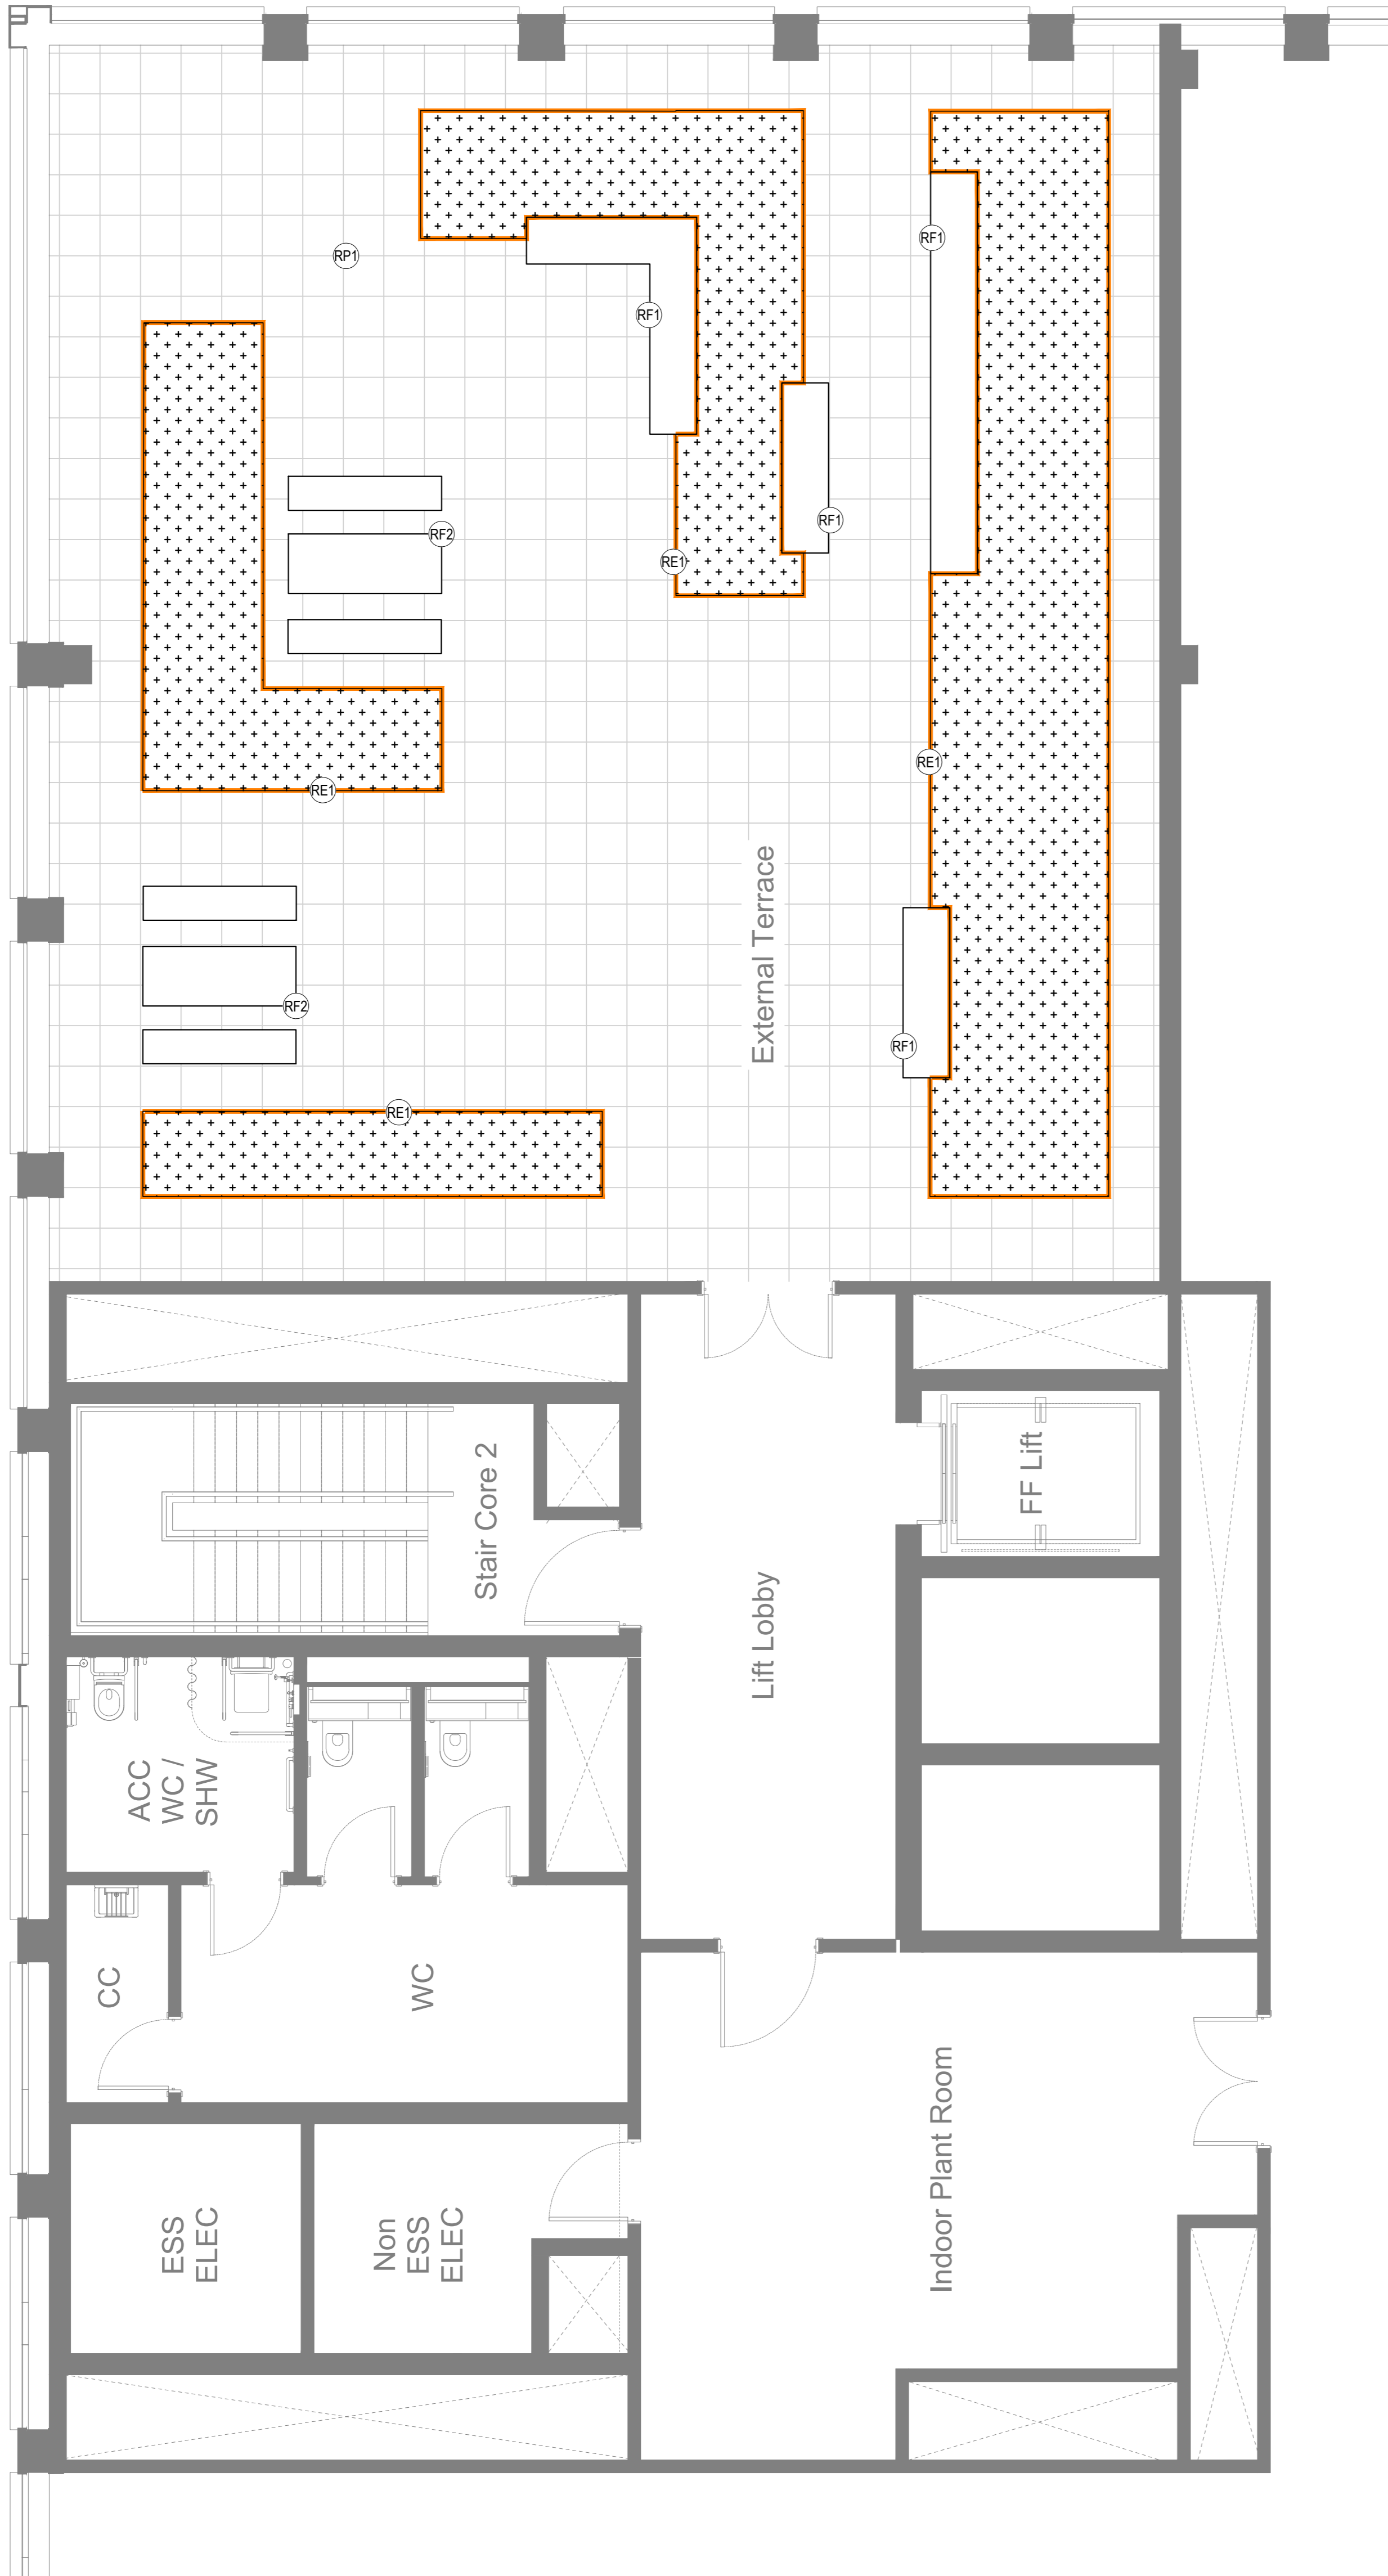 RP1
RF1
RF1
RF2
RF1
RE1
RE1
RE1
External Terrace
RF2
RF1
RE1
Stair Core 2
FF Lift
Lift Lobby
ACC
WC /
SHW
CC
WC
Indoor Plant Room
ESS
ELEC
Non
ESS
ELEC